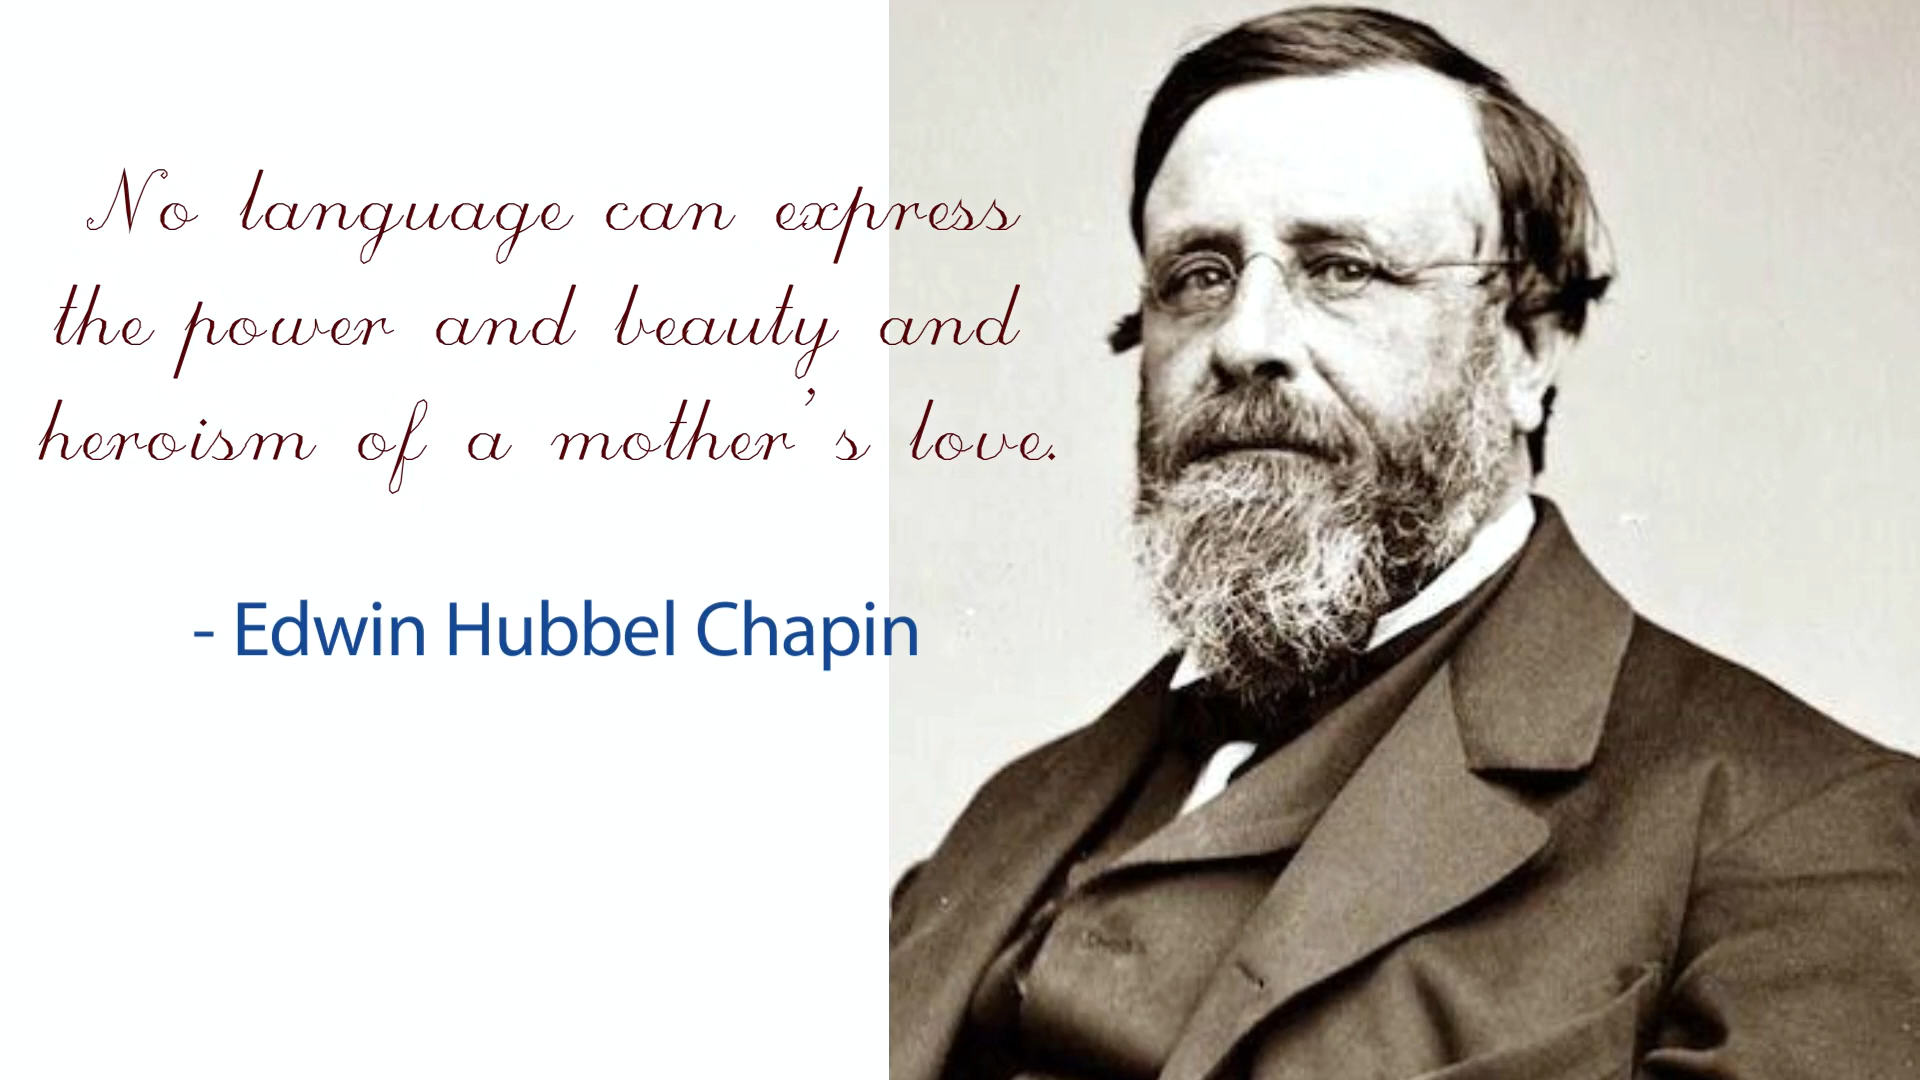 No language can express
the power and beauty and
heroism of a mother's love.
- Edwin Hubbel Chapin